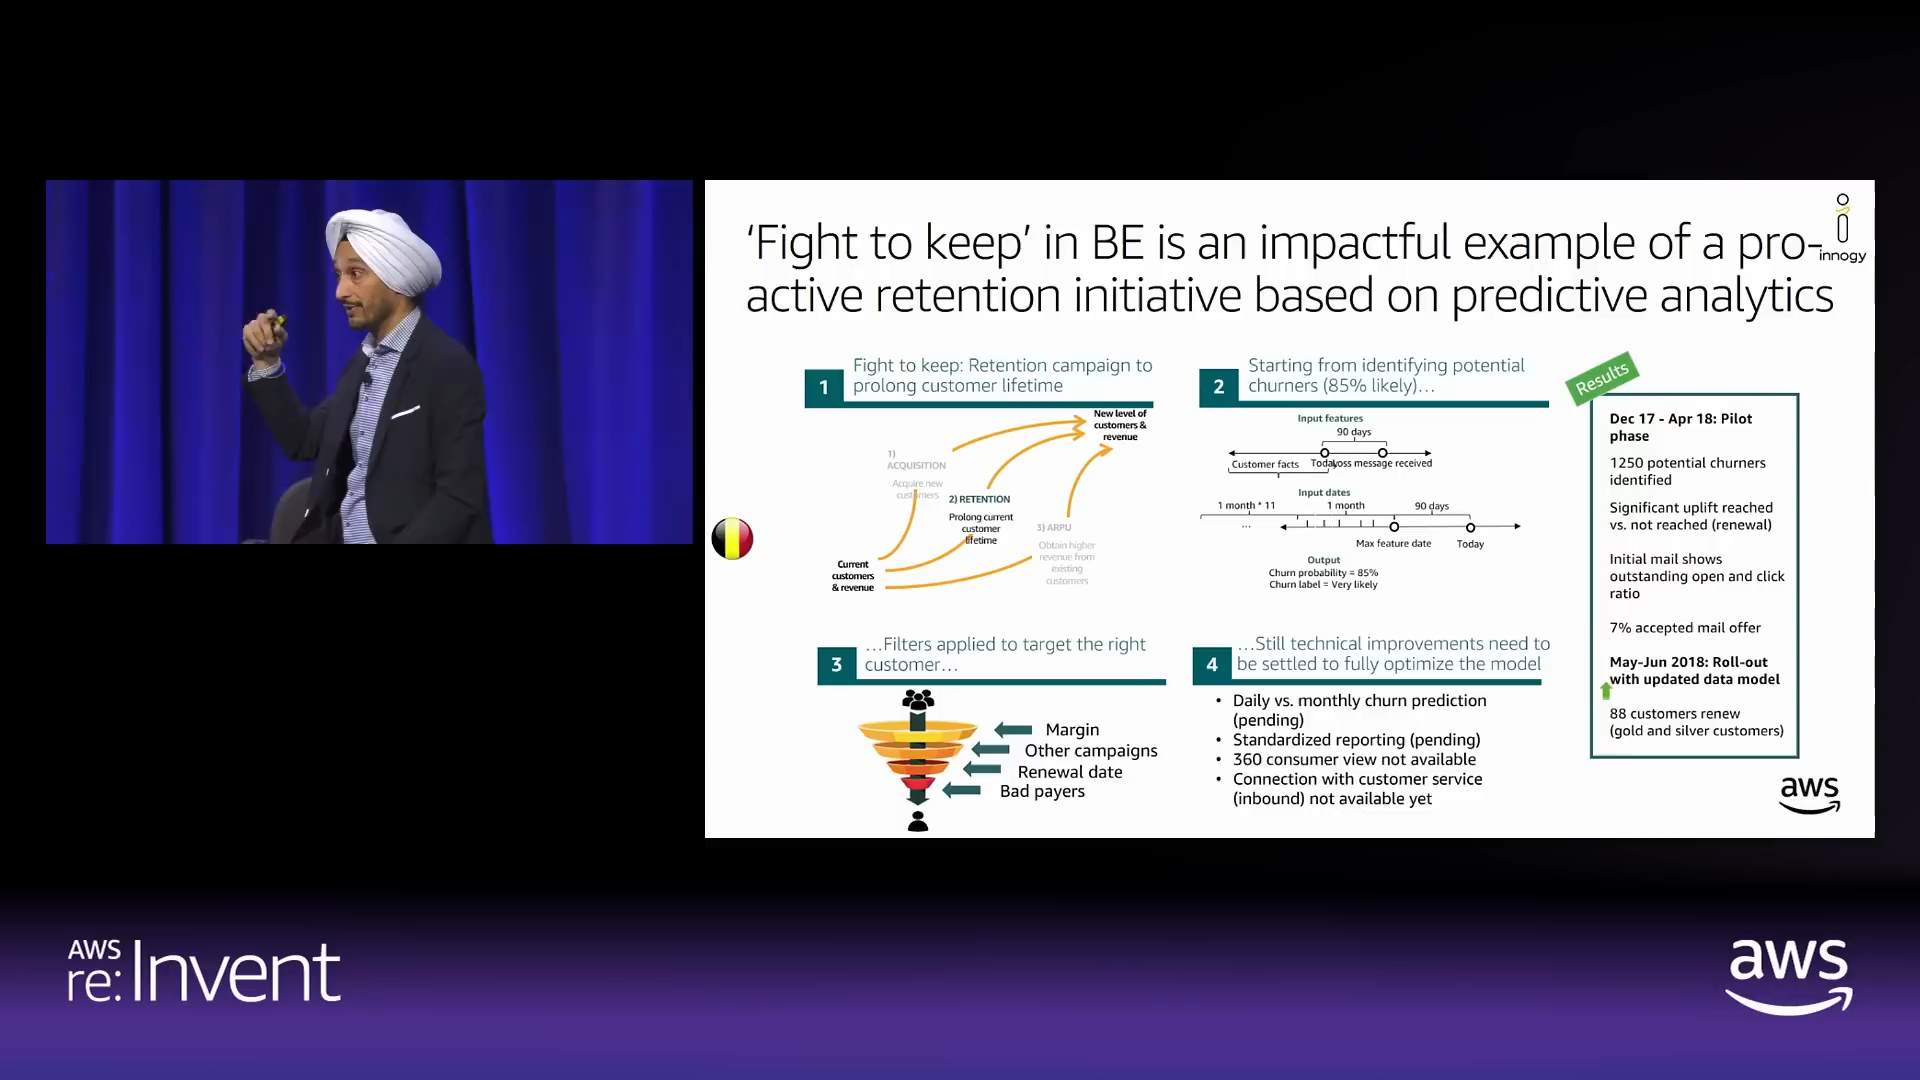 ‘Fight to keep’ in BE is an impactful example of a pro-
active retention initiative based on predictive analytics
innogy
1
Fight to keep: Retention campaign to
prolong customer lifetime
New level of
customers &
revenue
1)
ACQUISITION
Acquire new
customers
2) RETENTION
Prolong current
customer
lifetime
3) ARPU
Obtain higher
revenue from
existing
customers
Current
customers
& revenue
2
Starting from identifying potential
churners (85% likely)…
Input features
90 days
Customer facts
Today
Loss message received
Input dates
1 month * 11
1 month
90 days
...
Max feature date
Today
Output
Churn probability = 85%
Churn label = Very likely
3
…Filters applied to target the right
customer…
Margin
Other campaigns
Renewal date
Bad payers
4
…Still technical improvements need to
be settled to fully optimize the model
• Daily vs. monthly churn prediction
(pending)
• Standardized reporting (pending)
• 360 consumer view not available
• Connection with customer service
(inbound) not available yet
Results
Dec 17 - Apr 18: Pilot
phase
1250 potential churners
identified
Significant uplift reached
vs. not reached (renewal)
Initial mail shows
outstanding open and click
ratio
7% accepted mail offer
May-Jun 2018: Roll-out
with updated data model
88 customers renew
(gold and silver customers)
aws
AWS
re:Invent
aws